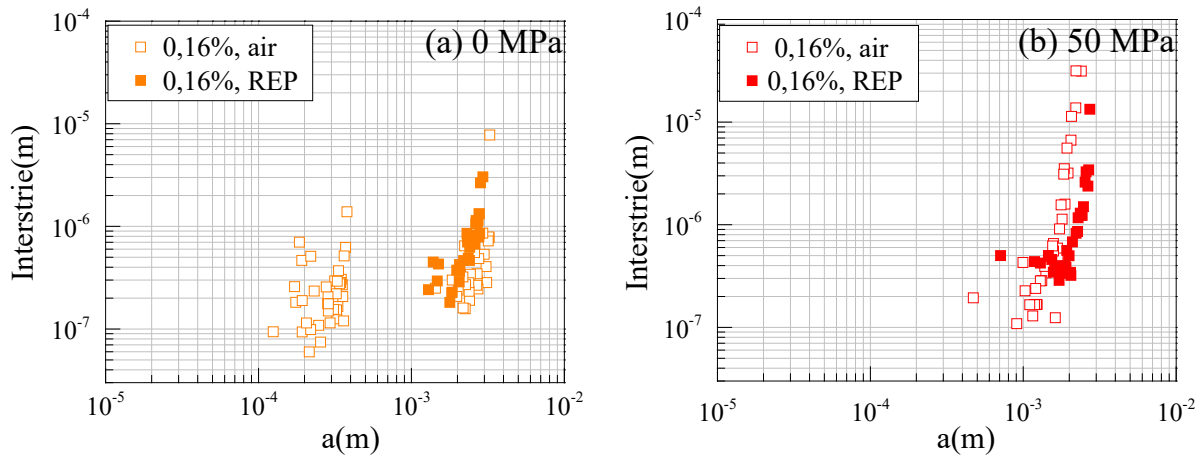 (a) 0 MPa
0,16%, air
0,16%, REP
Interstrie(m)
10⁻⁴
10⁻⁵
10⁻⁶
10⁻⁷
10⁻⁵
10⁻⁴
10⁻³
10⁻²
a(m)
(b) 50 MPa
0,16%, air
0,16%, REP
Interstrie(m)
10⁻⁴
10⁻⁵
10⁻⁶
10⁻⁷
10⁻⁵
10⁻⁴
10⁻³
10⁻²
a(m)